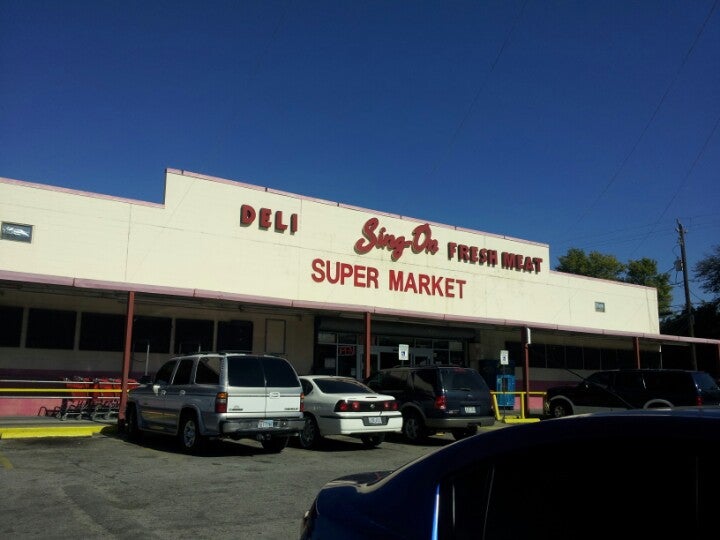 DELI
Sing-On
FRESH MEAT
SUPER MARKET